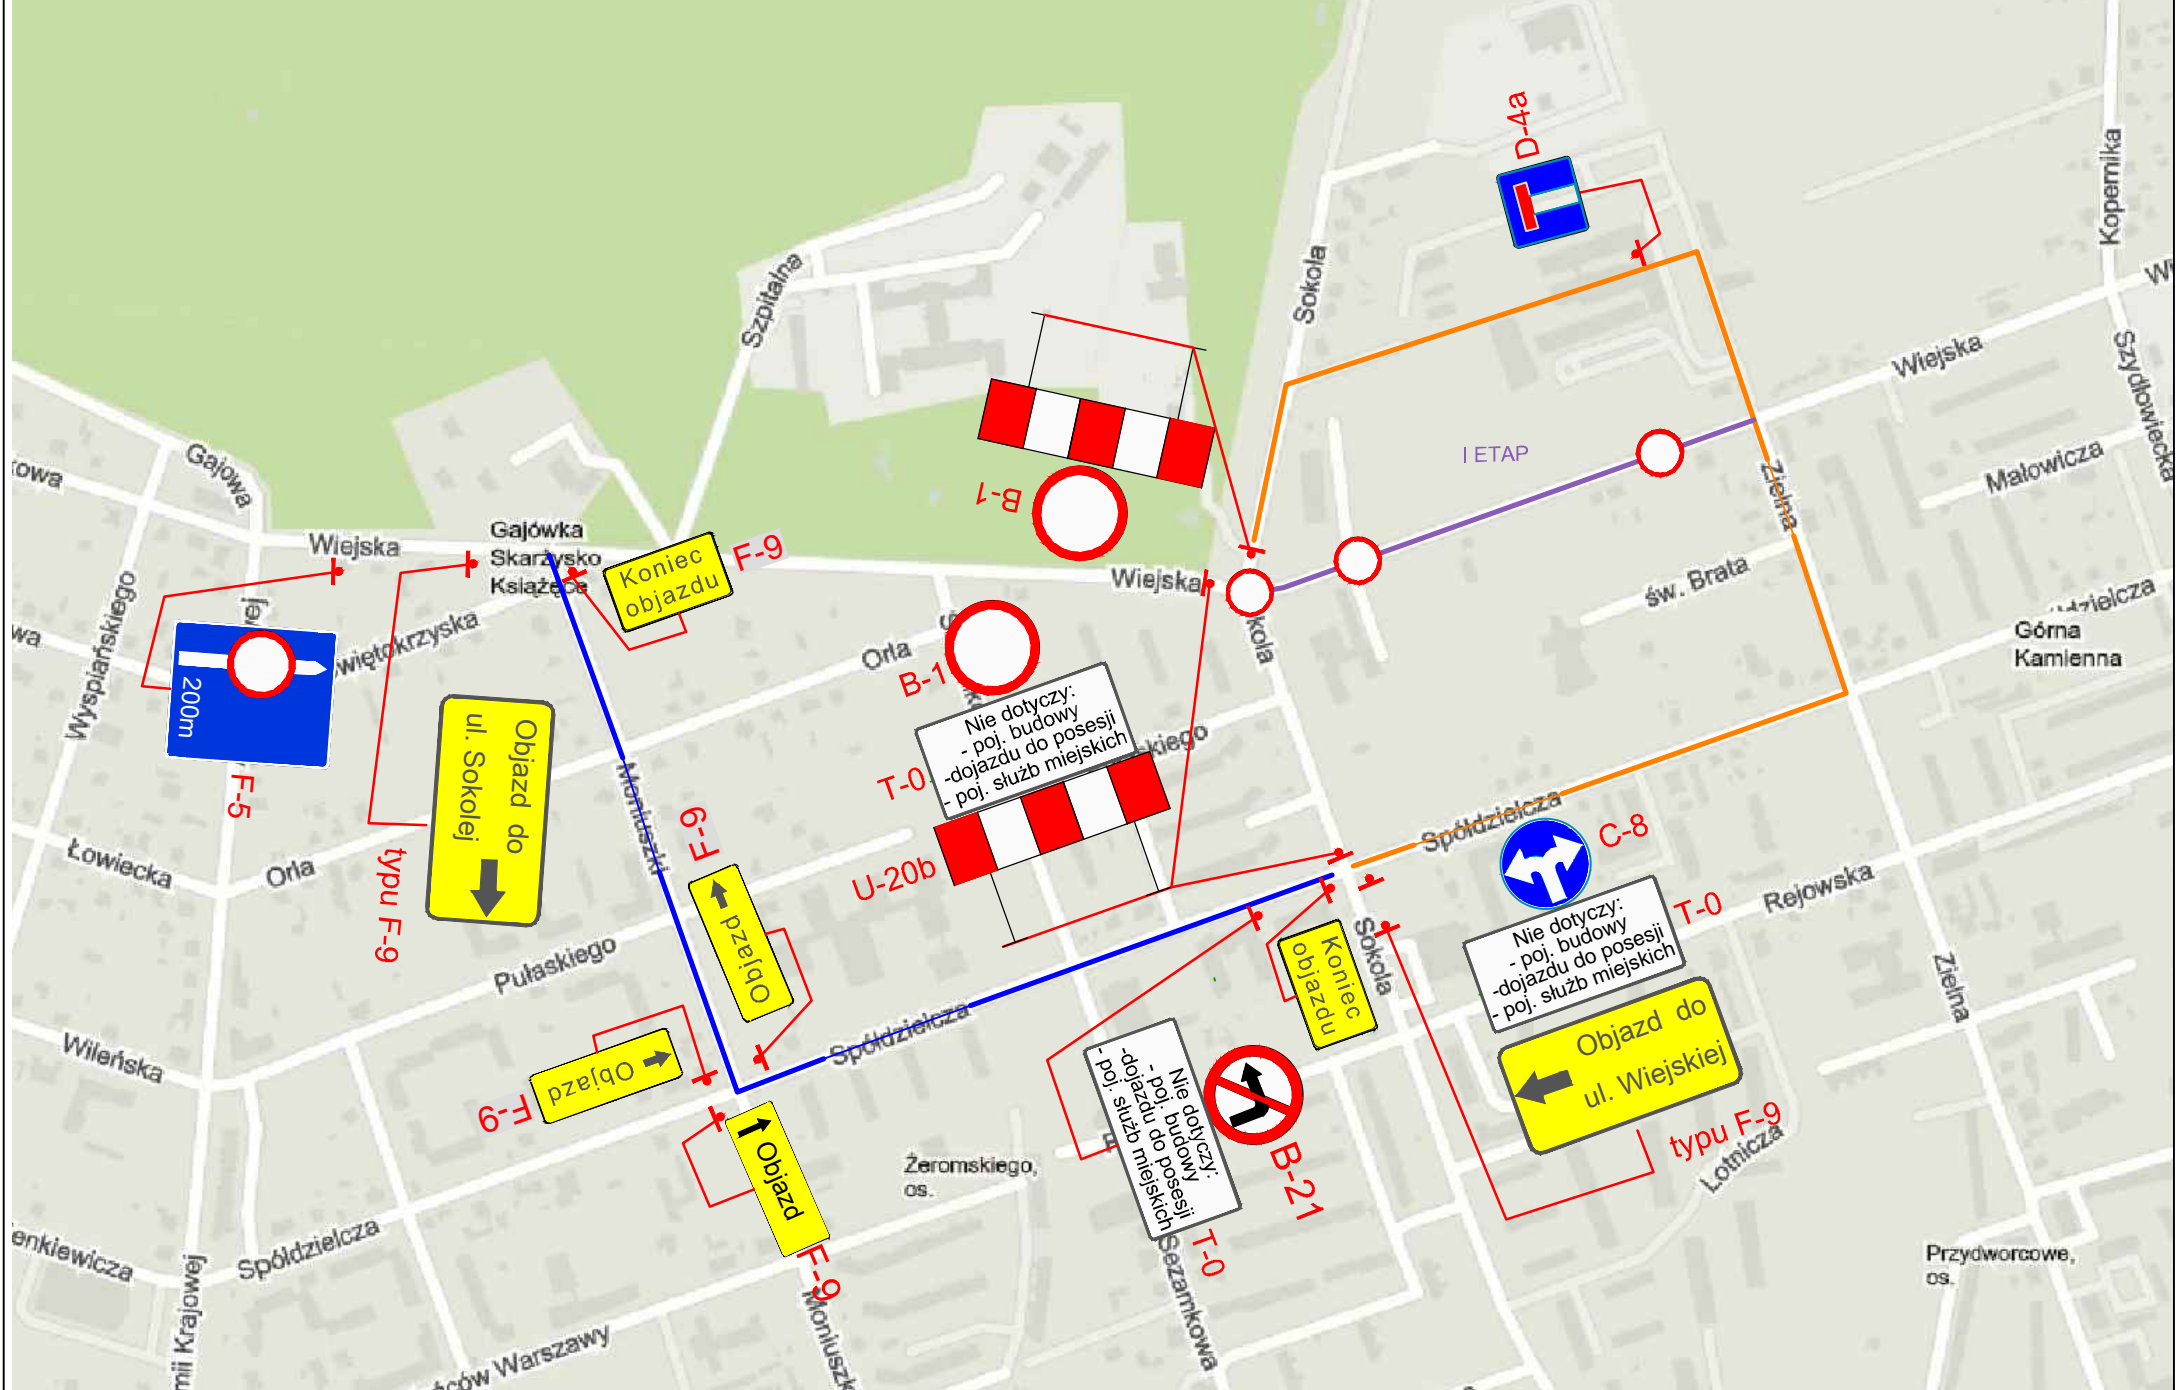 D-4a
Kopernika
Sokola
Szpitalna
Wiejska
Szydłowiecka
I ETAP
Małowicza
Gajowa
B-1
Zielna
Gajówka
Skarżysko
Książęce
Wiejska
Koniec
objazdu
F-9
Wiejska
św. Brata
Górna
Kamienna
Wyspiańskiego
200m
F-5
Orla
B-1
Nie dotyczy:
- poj. budowy
-dojazdu do posesji
- poj. służb miejskich
T-0
U-20b
Objazd do
ul. Sokolej
typu F-9
Moniuszki
F-9
Objazd
Spółdzielcza
C-8
Nie dotyczy:
- poj. budowy
-dojazdu do posesji
- poj. służb miejskich
T-0
Rejowska
Łowiecka
Orla
Pułaskiego
Sokola
Koniec
objazdu
Zielna
Objazd do
ul. Wiejskiej
typu F-9
Wileńska
Objazd
F-9
Spółdzielcza
Objazd
F-9
Nie dotyczy:
- poj. budowy
-dojazdu do posesji
- poj. służb miejskich
T-0
B-21
Lotnicza
Żeromskiego,
os.
Spółdzielcza
Sezamkowa
Przydworcowe,
os.